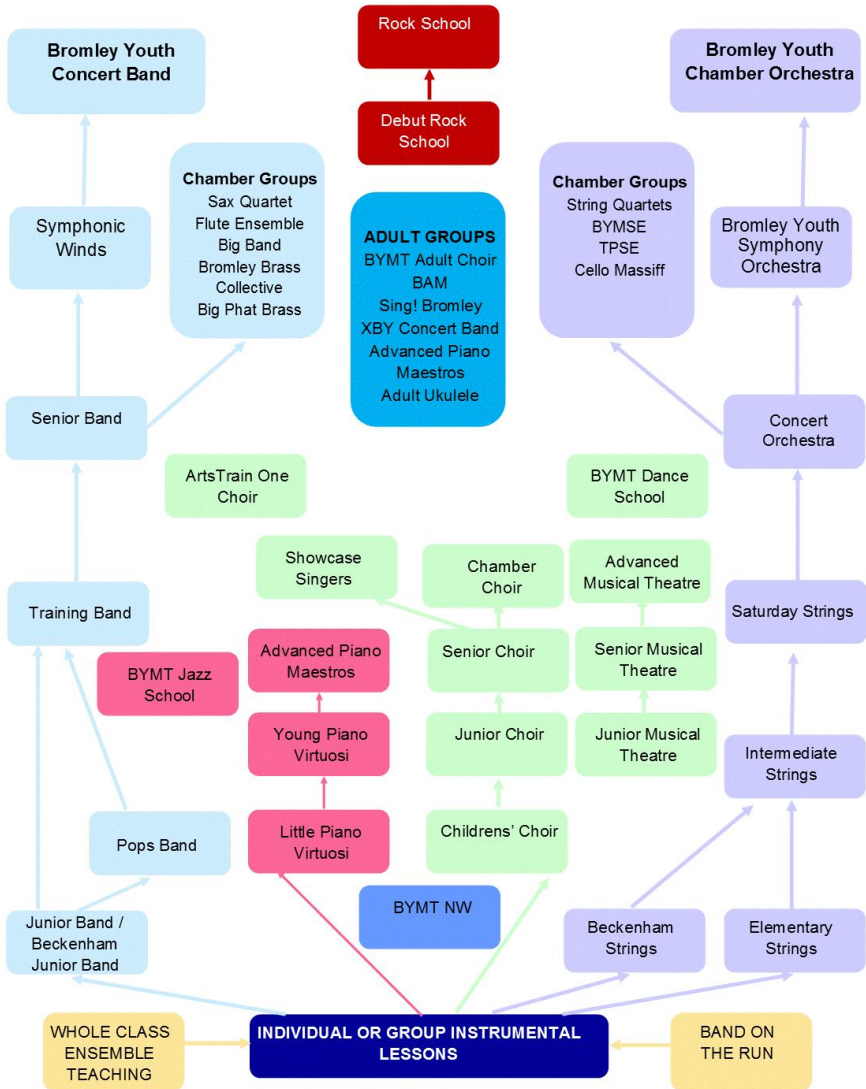 Bromley Youth
Concert Band
Rock School
Bromley Youth
Chamber Orchestra
Debut Rock
School
Chamber Groups
Sax Quartet
Flute Ensemble
Big Band
Bromley Brass
Collective
Big Phat Brass
Chamber Groups
String Quartets
BYMSE
TPSE
Cello Massiff
Symphonic
Winds
ADULT GROUPS
BYMT Adult Choir
BAM
Sing! Bromley
XBY Concert Band
Advanced Piano
Maestros
Adult Ukulele
Bromley Youth
Symphony
Orchestra
Senior Band
Concert
Orchestra
ArtsTrain One
Choir
BYMT Dance
School
Showcase
Singers
Chamber
Choir
Advanced
Musical Theatre
Training Band
Saturday Strings
BYMT Jazz
School
Advanced Piano
Maestros
Senior Choir
Senior Musical
Theatre
Young Piano
Virtuosi
Junior Choir
Junior Musical
Theatre
Intermediate
Strings
Pops Band
Little Piano
Virtuosi
Childrens’ Choir
BYMT NW
Junior Band /
Beckenham
Junior Band
Beckenham
Strings
Elementary
Strings
WHOLE CLASS
ENSEMBLE
TEACHING
INDIVIDUAL OR GROUP INSTRUMENTAL
LESSONS
BAND ON
THE RUN